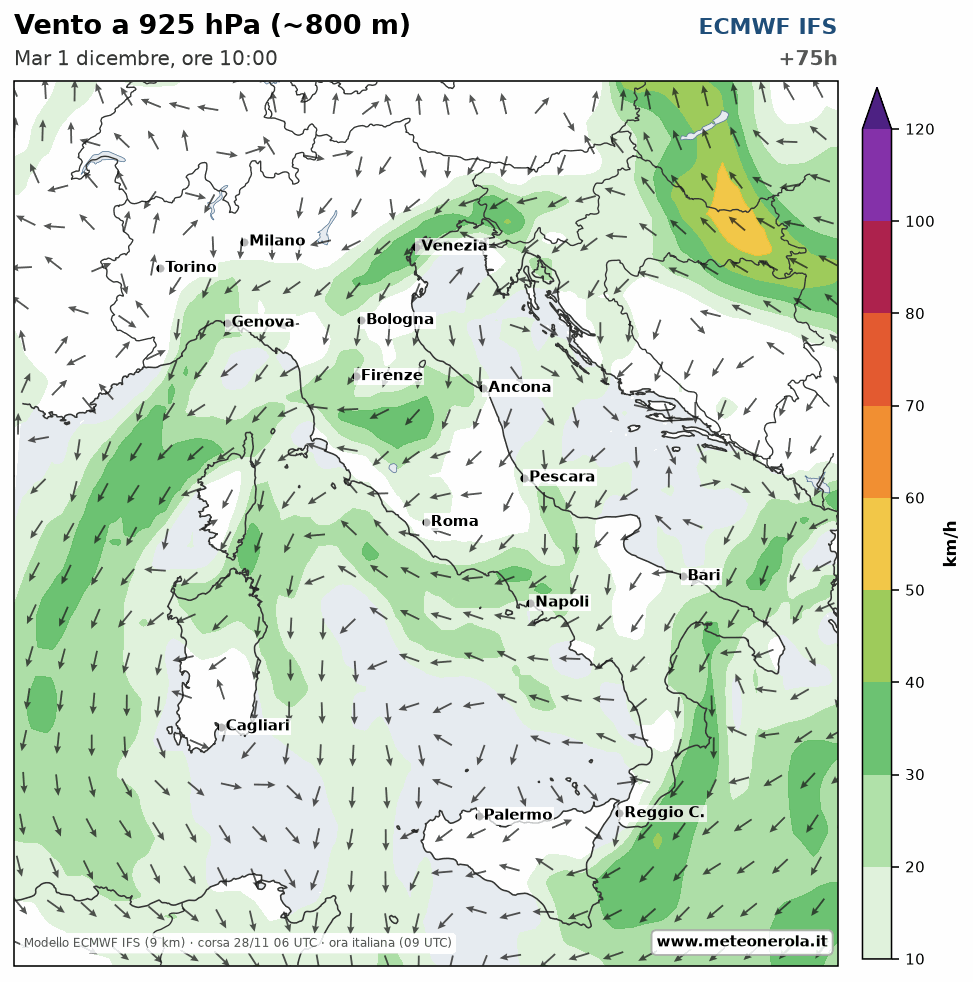 Vento a 925 hPa (~800 m)
ECMWF IFS
Mar 1 dicembre, ore 10:00
+75h
120
100
80
70
60
50
40
30
20
10
km/h
Milano
Venezia
Torino
Genova
Bologna
Firenze
Ancona
Pescara
Roma
Bari
Napoli
Cagliari
Palermo
Reggio C.
Modello ECMWF IFS (9 km) · corsa 28/11 06 UTC · ora italiana (09 UTC)
www.meteonerola.it